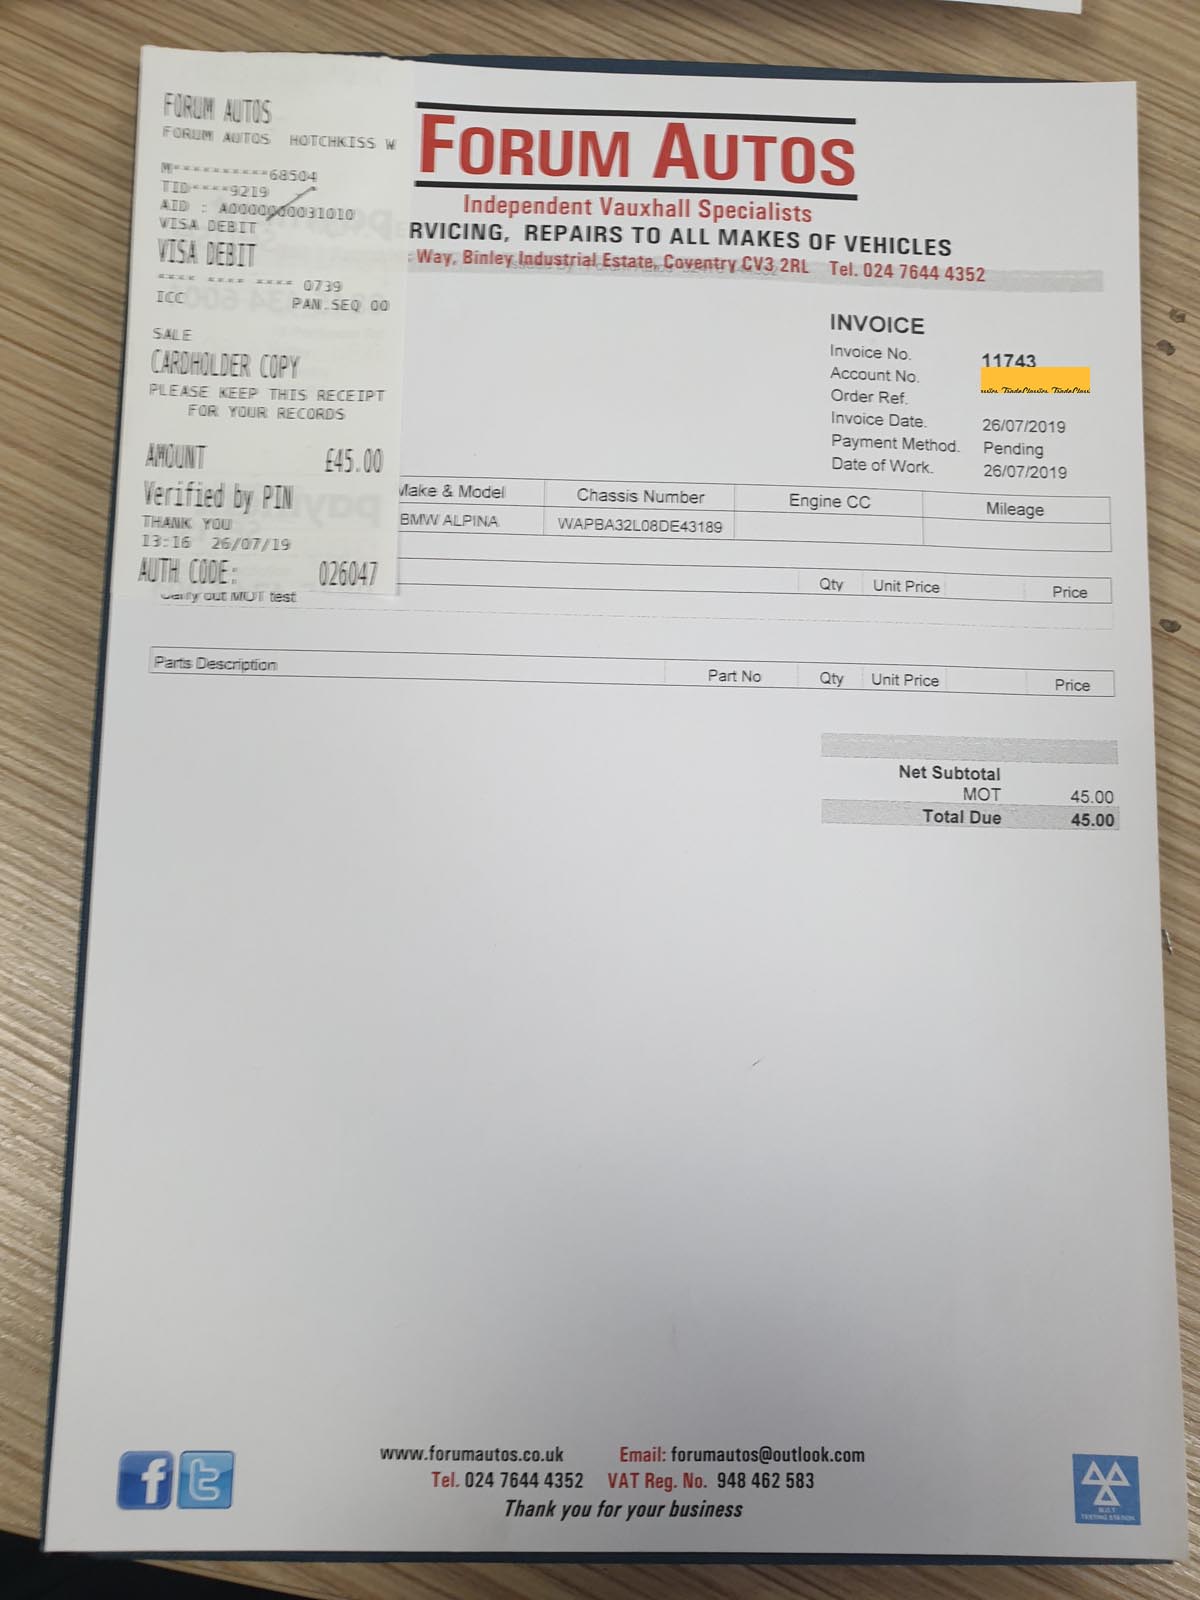 FORUM AUTOS
FORUM AUTOS HOTCHKISS W
M**********68504
TID****9219
AID : A0000000031010
VISA DEBIT
VISA DEBIT
**** **** **** 0739
ICC PAN.SEQ 00
SALE
CARDHOLDER COPY
PLEASE KEEP THIS RECEIPT
FOR YOUR RECORDS
AMOUNT £45.00
Verified by PIN
THANK YOU
13:16 26/07/19
AUTH CODE: 026047
FORUM AUTOS
Independent Vauxhall Specialists
RVICING, REPAIRS TO ALL MAKES OF VEHICLES
Way, Binley Industrial Estate, Coventry CV3 2RL Tel. 024 7644 4352
INVOICE
Invoice No. 11743
Account No.
Order Ref.
Invoice Date. 26/07/2019
Payment Method. Pending
Date of Work. 26/07/2019
Make & Model Chassis Number Engine CC Mileage
BMW ALPINA WAPBA32L08DE43189
Qty Unit Price Price
Carry out MOT test
Parts Description Part No Qty Unit Price Price
Net Subtotal
MOT 45.00
Total Due 45.00
www.forumautos.co.uk Email: forumautos@outlook.com
Tel. 024 7644 4352 VAT Reg. No. 948 462 583
Thank you for your business
M.O.T
TESTING STATION